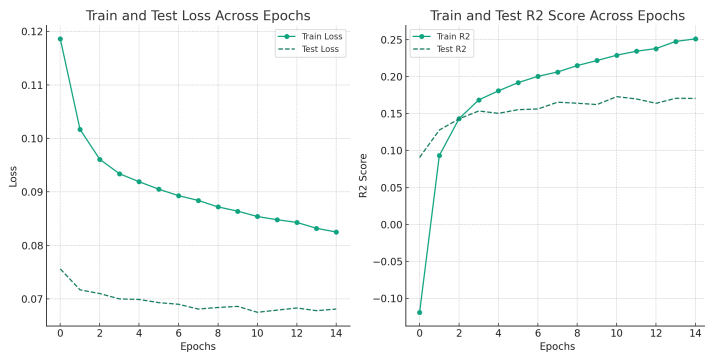 Train and Test Loss Across Epochs
0.12
0.11
0.10
0.09
0.08
0.07
Loss
Train Loss
Test Loss
0 2 4 6 8 10 12 14
Epochs
Train and Test R2 Score Across Epochs
0.25
0.20
0.15
0.10
0.05
0.00
−0.05
−0.10
R2 Score
Train R2
Test R2
0 2 4 6 8 10 12 14
Epochs